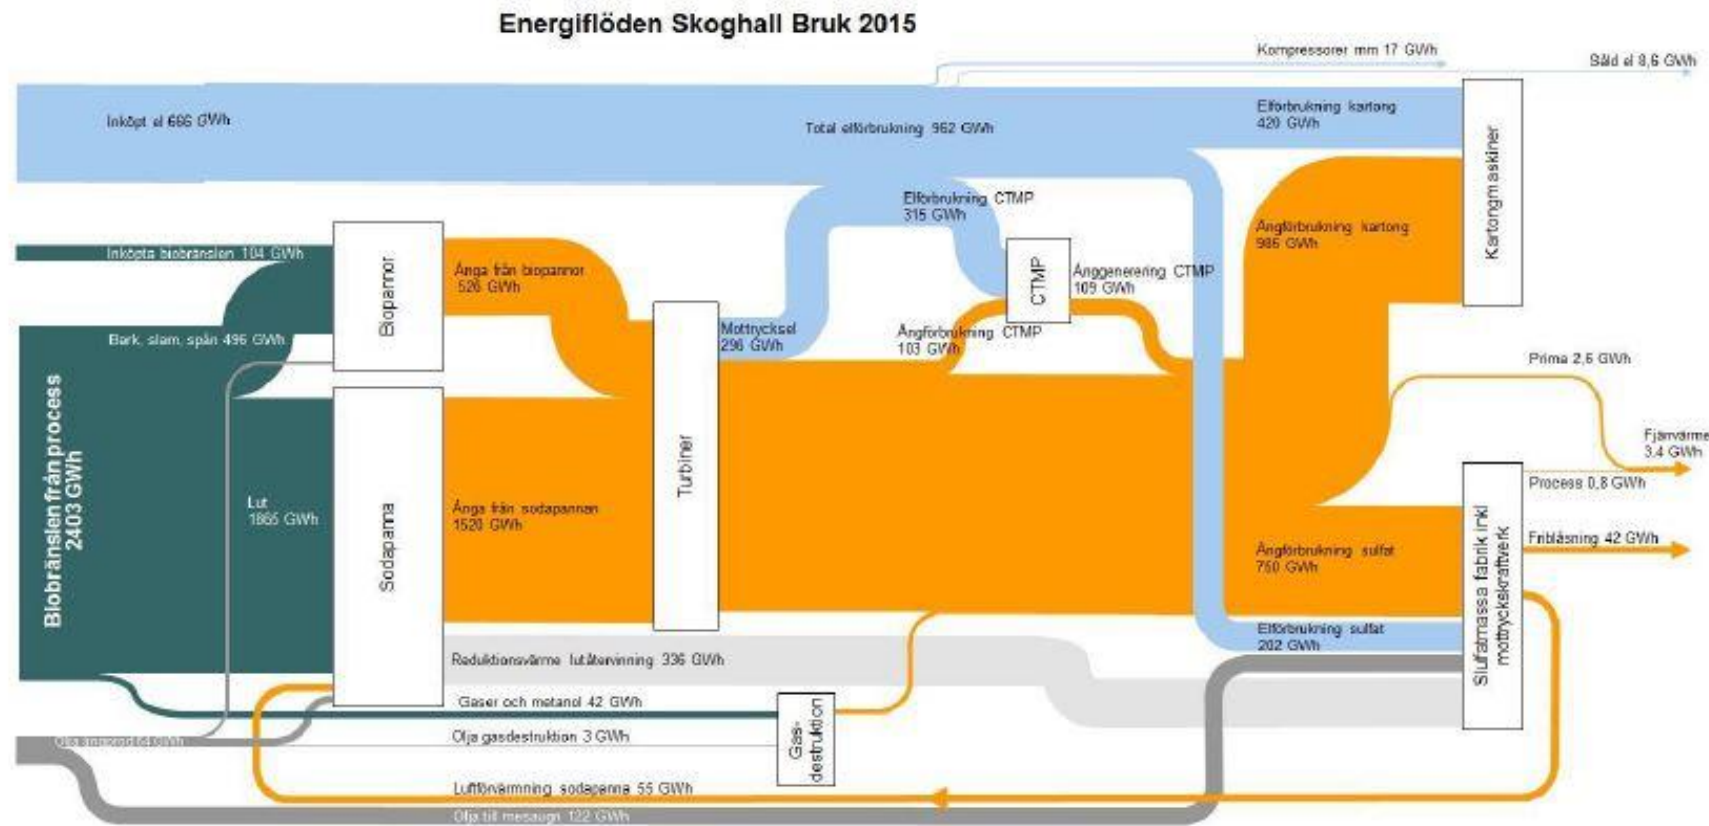 Energiflöden Skoghall Bruk 2015
Kompressorer mm 17 GWh
Såld el 8,6 GWh
Inköpt el 666 GWh
Total elförbrukning 962 GWh
Elförbrukning kartong
420 GWh
Kartongmaskiner
Elförbrukning CTMP
315 GWh
Ångförbrukning kartong
986 GWh
Inköpta biobränslen 104 GWh
Biopannor
Ånga från biopannor
526 GWh
CTMP
Ånggenerering CTMP
109 GWh
Bark, slam, spån 496 GWh
Mottrycksel
296 GWh
Ångförbrukning CTMP
103 GWh
Prima 2,6 GWh
Biobränslen från process
2403 GWh
Turbiner
Fjärrvärme
3,4 GWh
Process 0,8 GWh
Lut
1865 GWh
Sodapanna
Ånga från sodapannan
1520 GWh
Ångförbrukning sulfat
750 GWh
Friblåsning 42 GWh
Slulfatmassa fabrik inkl
mottryckskraftverk
Elförbrukning sulfat
202 GWh
Reduktionsvärme lutåtervinning 336 GWh
Gaser och metanol 42 GWh
Gas-
destruktion
Olja gasdestruktion 3 GWh
Luftförvärmning sodapanna 55 GWh
Olja till mesaugn 122 GWh